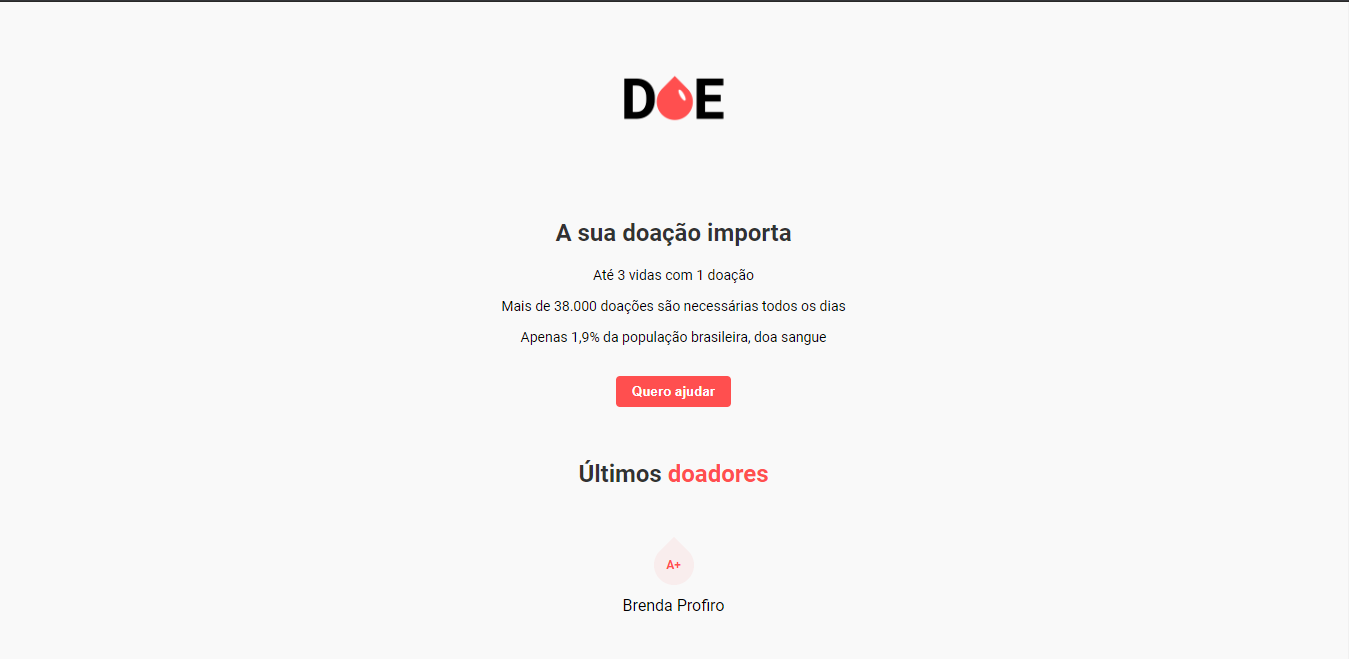 DOE
A sua doação importa
Até 3 vidas com 1 doação
Mais de 38.000 doações são necessárias todos os dias
Apenas 1,9% da população brasileira, doa sangue
Quero ajudar
Últimos doadores
A+
Brenda Profiro